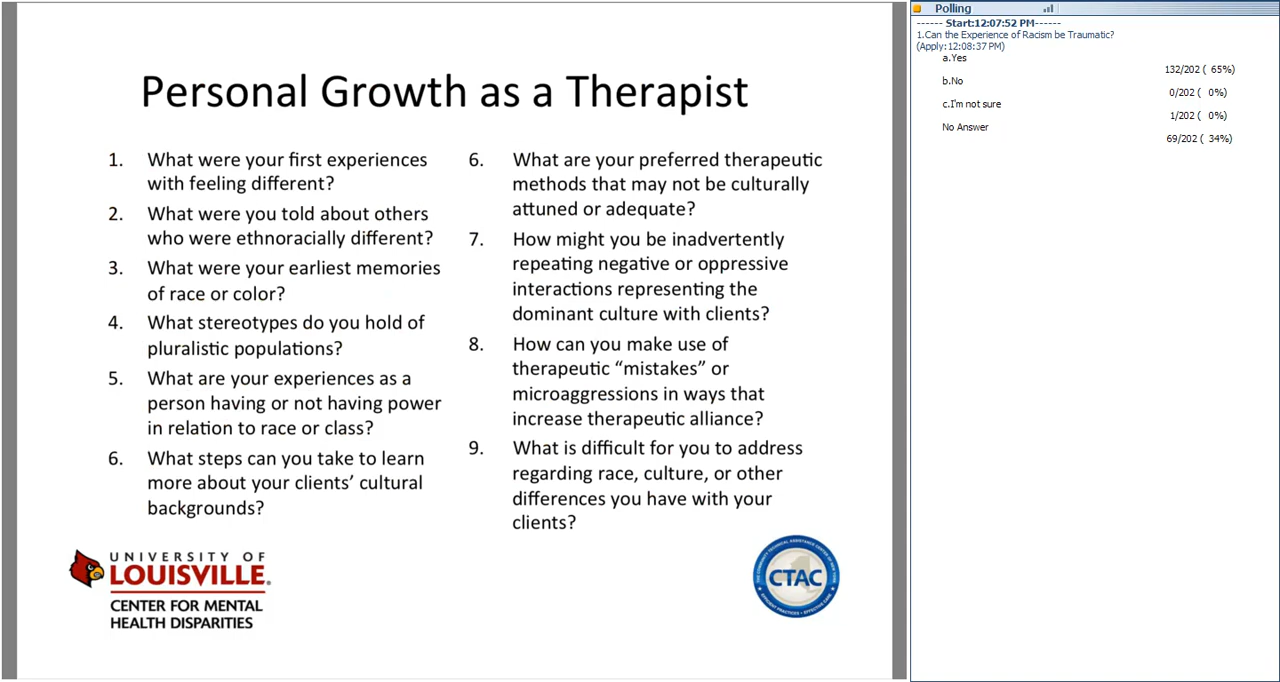 Personal Growth as a Therapist
1. What were your first experiences
with feeling different?
2. What were you told about others
who were ethnoracially different?
3. What were your earliest memories
of race or color?
4. What stereotypes do you hold of
pluralistic populations?
5. What are your experiences as a
person having or not having power
in relation to race or class?
6. What steps can you take to learn
more about your clients’ cultural
backgrounds?
6. What are your preferred therapeutic
methods that may not be culturally
attuned or adequate?
7. How might you be inadvertently
repeating negative or oppressive
interactions representing the
dominant culture with clients?
8. How can you make use of
therapeutic “mistakes” or
microaggressions in ways that
increase therapeutic alliance?
9. What is difficult for you to address
regarding race, culture, or other
differences you have with your
clients?
UNIVERSITY OF
LOUISVILLE.
CENTER FOR MENTAL
HEALTH DISPARITIES
CTAC
Polling
------ Start:12:07:52 PM------
1.Can the Experience of Racism be Traumatic?
(Apply:12:08:37 PM)
a.Yes
132/202 ( 65%)
b.No
0/202 ( 0%)
c.I'm not sure
1/202 ( 0%)
No Answer
69/202 ( 34%)